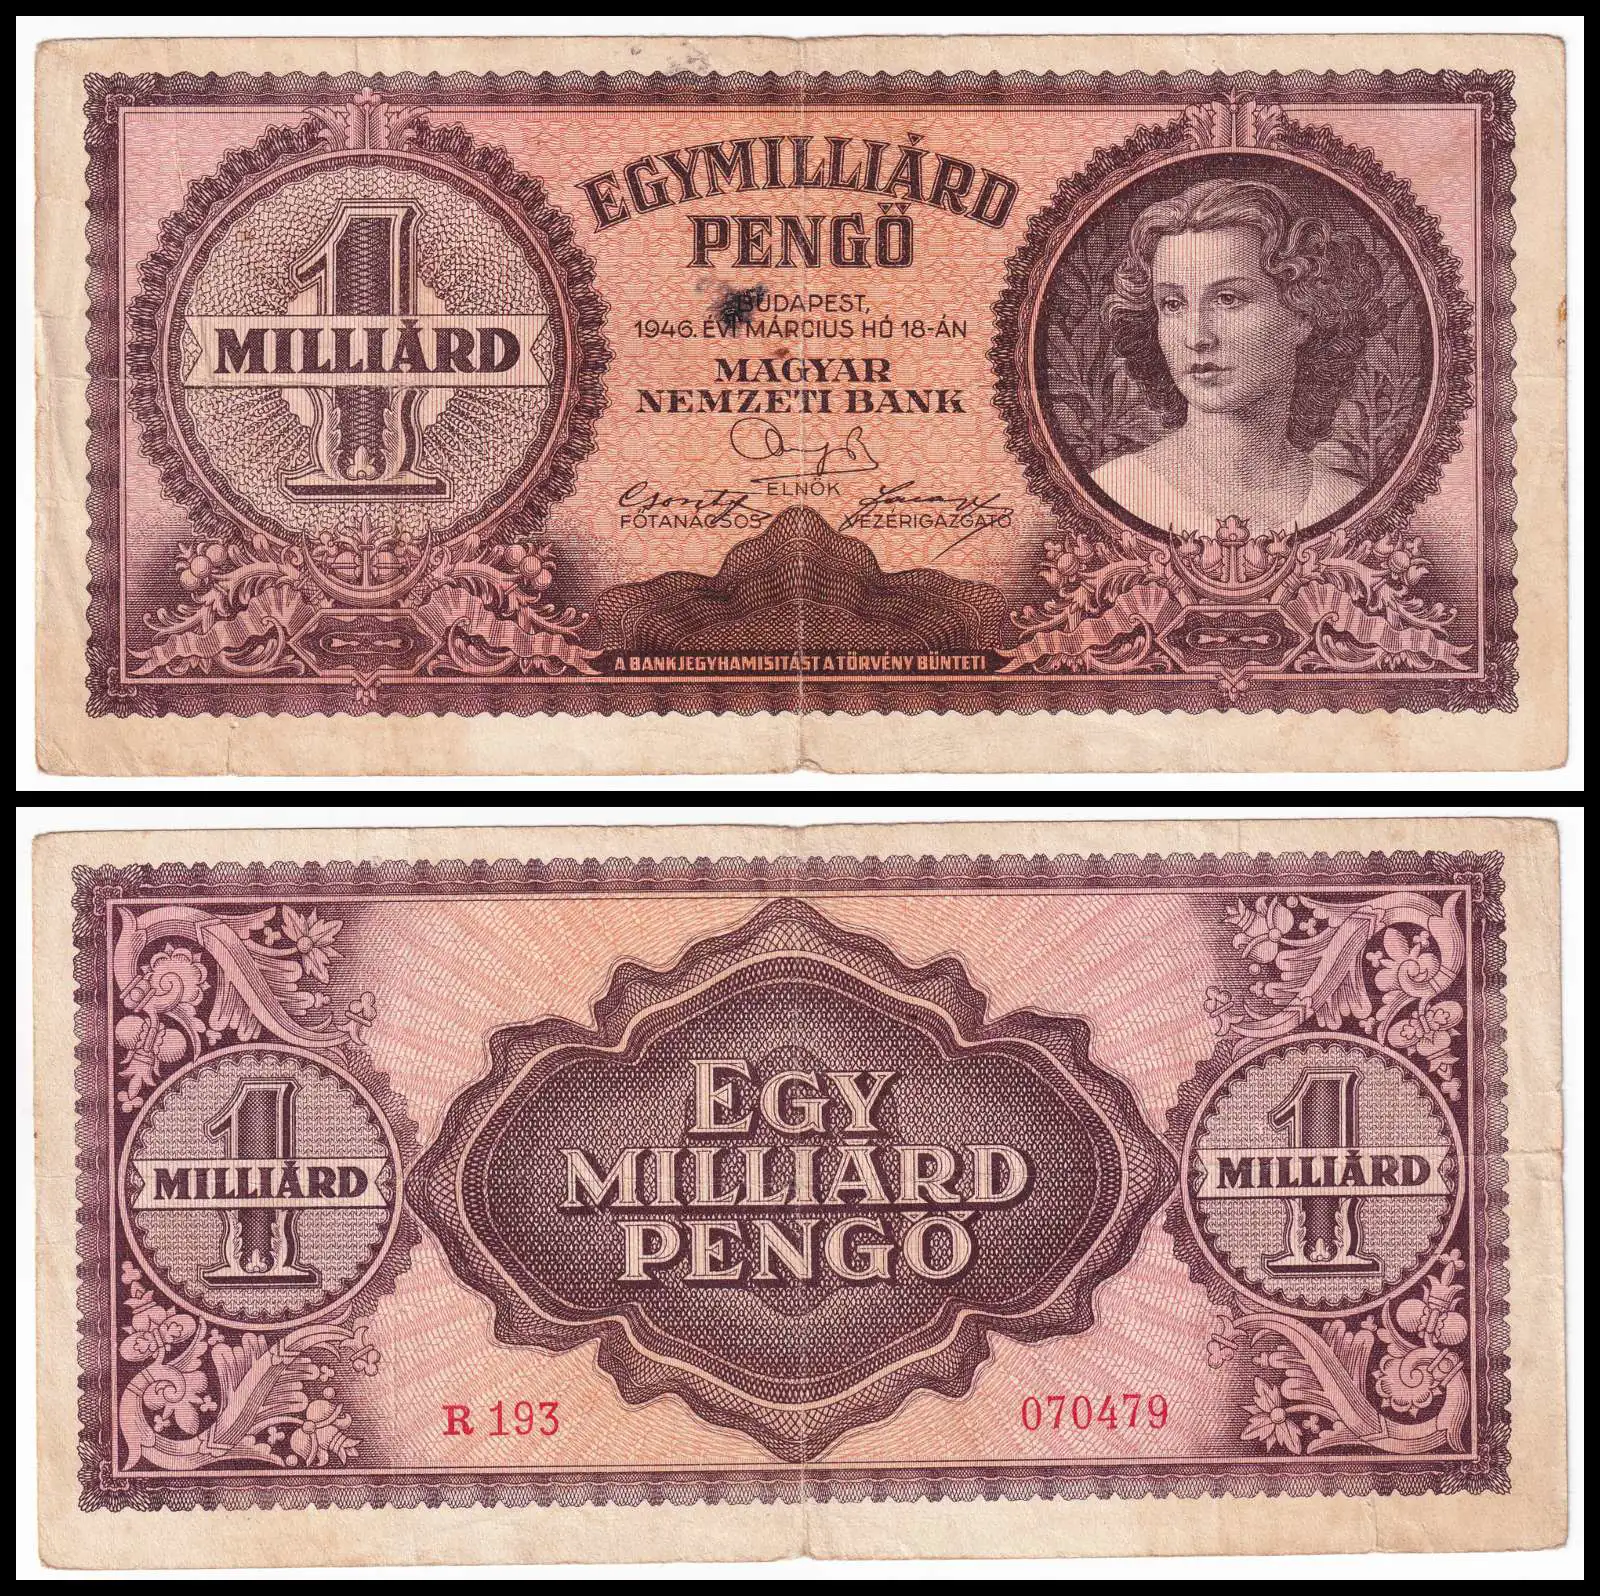 1
MILLIÁRD
EGYMILLIÁRD
PENGŐ
BUDAPEST,
1946. ÉVI MÁRCIUS HÓ 18-ÁN
MAGYAR
NEMZETI BANK
ELNÖK
FŐTANÁCSOS
VEZÉRIGAZGATÓ
A BANKJEGYHAMISITÁST A TÖRVÉNY BÜNTETI
1
MILLIÁRD
EGY
MILLIÁRD
PENGŐ
1
MILLIÁRD
R 193
070479